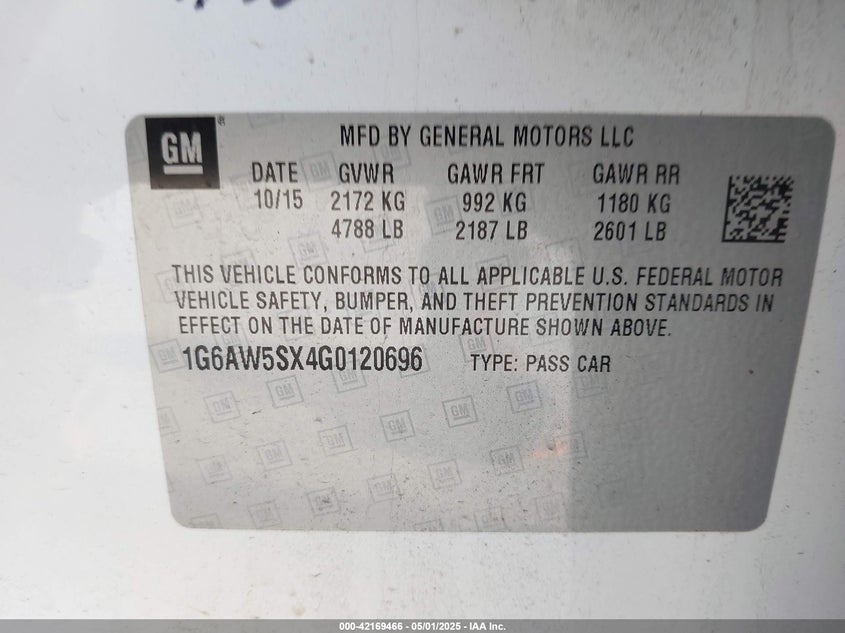 GM
MFD BY GENERAL MOTORS LLC
DATE GVWR GAWR FRT GAWR RR
10/15 2172 KG 992 KG 1180 KG
4788 LB 2187 LB 2601 LB
THIS VEHICLE CONFORMS TO ALL APPLICABLE U.S. FEDERAL MOTOR
VEHICLE SAFETY, BUMPER, AND THEFT PREVENTION STANDARDS IN
EFFECT ON THE DATE OF MANUFACTURE SHOWN ABOVE.
1G6AW5SX4G0120696 TYPE: PASS CAR
000-42169466 - 05/01/2025 - IAA Inc.